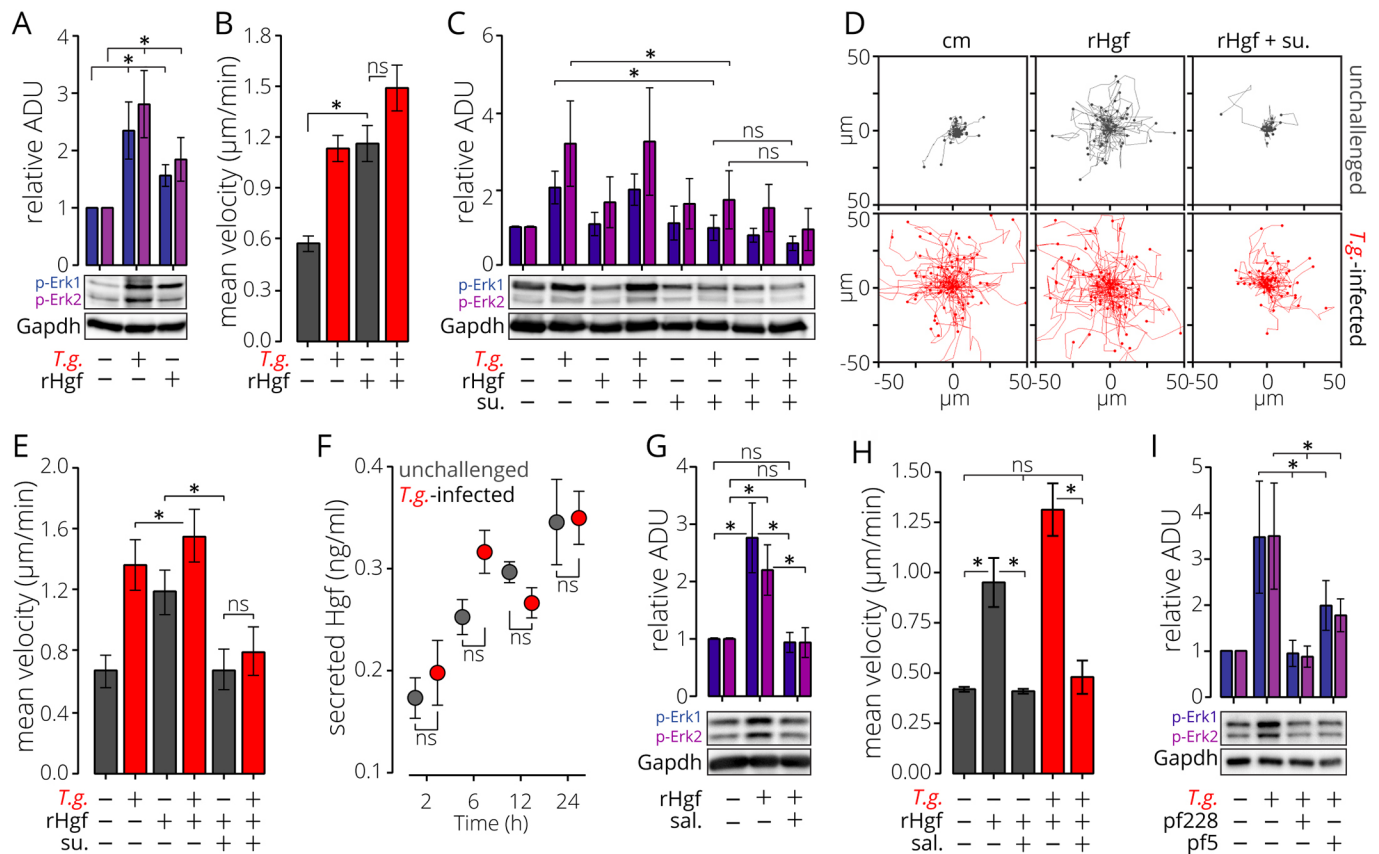 A
relative ADU
4
3
2
1
0
* 
*
p-Erk1
p-Erk2
Gapdh
T.g. – + –
rHgf – – +
B
mean velocity (µm/min)
1.8
1.5
1.2
0.9
0.6
0.3
0.0
ns
*
T.g. – + – +
rHgf – – + +
C
relative ADU
6
4
2
1
0
*
*
ns
ns
p-Erk1
p-Erk2
Gapdh
T.g. – + – + – + – +
rHgf – – + + – – + +
su. – – – – + + + +
D
cm rHgf rHgf + su.
50
µm 0
50
unchallenged
50
µm 0
-50
T.g.-infected
-50 0 50 -50 0 50 -50 0 50
µm µm µm
E
mean velocity (µm/min)
2.0
1.6
1.2
0.8
0.4
0.0
*
*
ns
T.g. – + – + – +
rHgf – – + + + +
su. – – – – + +
F
secreted Hgf (ng/ml)
0.4
0.3
0.2
0.1
unchallenged
T.g.-infected
ns
ns
ns
ns
2 6 12 24
Time (h)
G
relative ADU
4
3
2
1
0
ns
ns
*
* *
*
p-Erk1
p-Erk2
Gapdh
rHgf – + +
sal. – – +
H
mean velocity (µm/min)
1.50
1.25
1.00
0.75
0.50
0.25
0.00
ns
*
* *
T.g. – – – + +
rHgf – + + + +
sal. – – + – +
I
relative ADU
5
4
3
2
1
0
*
*
p-Erk1
p-Erk2
Gapdh
T.g. – + + +
pf228 – – + –
pf5 – – – +